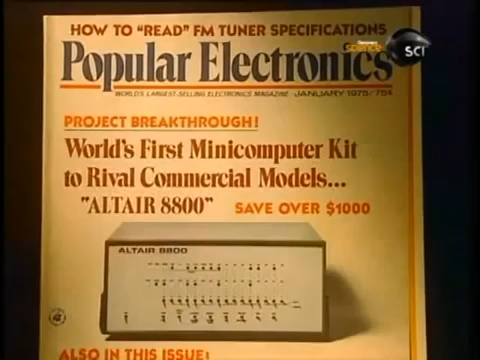 HOW TO "READ" FM TUNER SPECIFICATIONS
Popular Electronics
WORLD'S LARGEST-SELLING ELECTRONICS MAGAZINE JANUARY 1975/75¢
PROJECT BREAKTHROUGH!
World's First Minicomputer Kit
to Rival Commercial Models...
"ALTAIR 8800" SAVE OVER $1000
ALTAIR 8800
ALSO IN THIS ISSUE:
Discovery
science
SCI